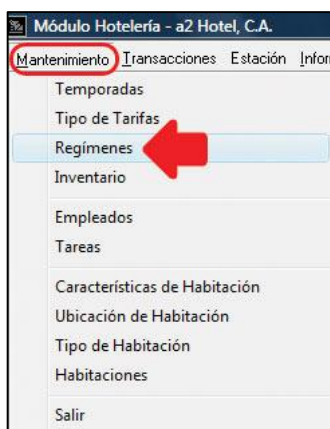 Módulo Hotelería - a2 Hotel, C.A.
Mantenimiento Transacciones Estación Infor
Temporadas
Tipo de Tarifas
Regímenes
Inventario
Empleados
Tareas
Características de Habitación
Ubicación de Habitación
Tipo de Habitación
Habitaciones
Salir